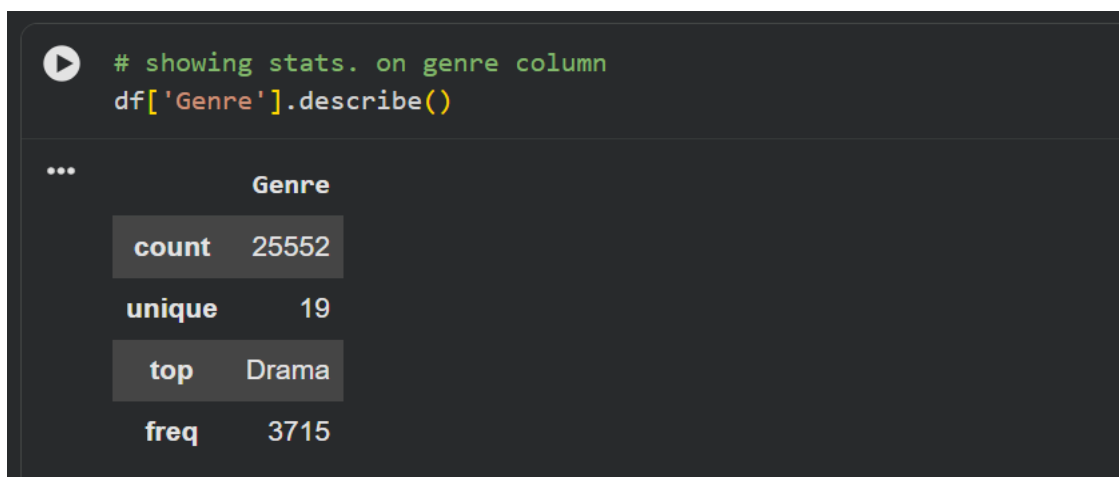 # showing stats. on genre column
df['Genre'].describe()
Genre
count 25552
unique 19
top Drama
freq 3715